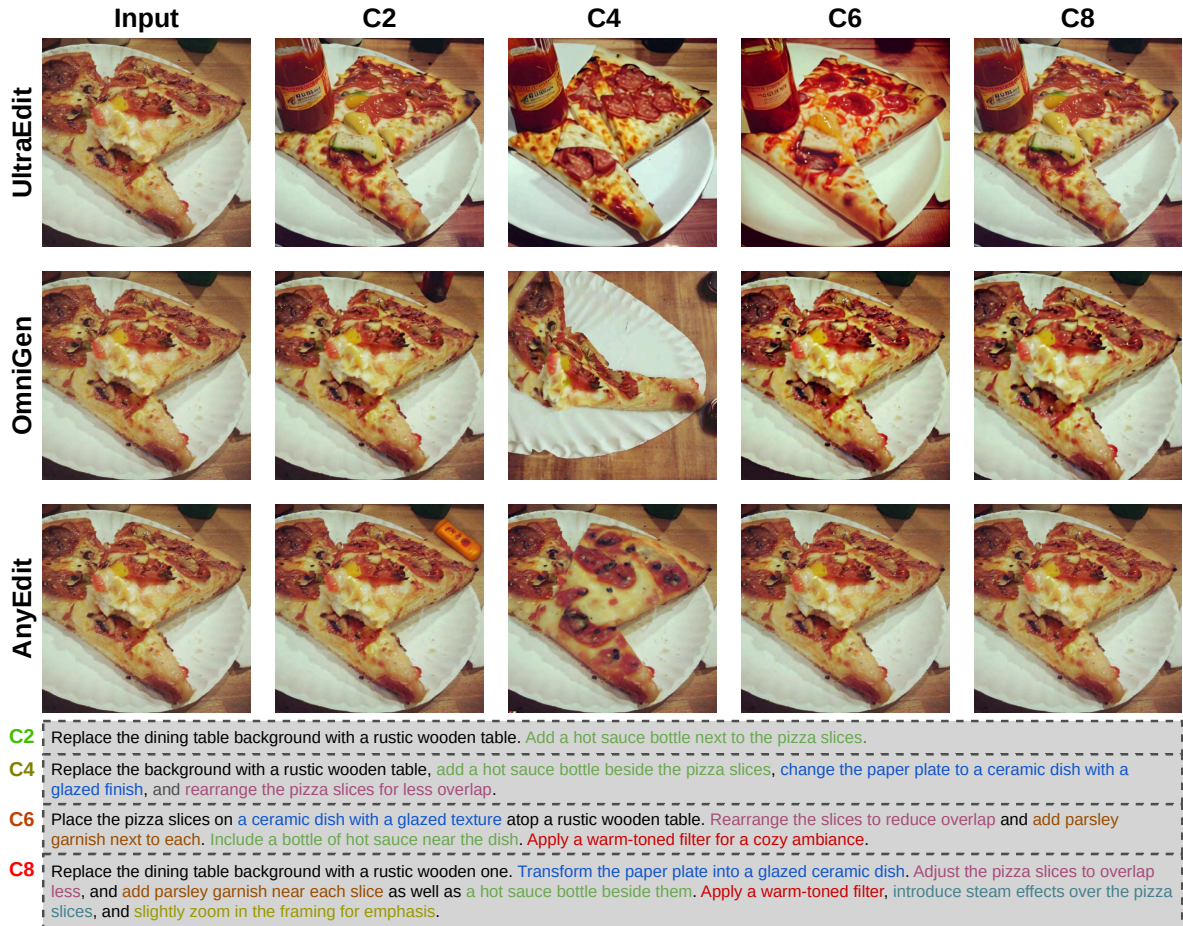 Input C2 C4 C6 C8
UltraEdit
OmniGen
AnyEdit
C2 Replace the dining table background with a rustic wooden table. Add a hot sauce bottle next to the pizza slices.
C4 Replace the background with a rustic wooden table, add a hot sauce bottle beside the pizza slices, change the paper plate to a ceramic dish with a
glazed finish, and rearrange the pizza slices for less overlap.
C6 Place the pizza slices on a ceramic dish with a glazed texture atop a rustic wooden table. Rearrange the slices to reduce overlap and add parsley
garnish next to each. Include a bottle of hot sauce near the dish. Apply a warm-toned filter for a cozy ambiance.
C8 Replace the dining table background with a rustic wooden one. Transform the paper plate into a glazed ceramic dish. Adjust the pizza slices to overlap
less, and add parsley garnish near each slice as well as a hot sauce bottle beside them. Apply a warm-toned filter, introduce steam effects over the pizza
slices, and slightly zoom in the framing for emphasis.